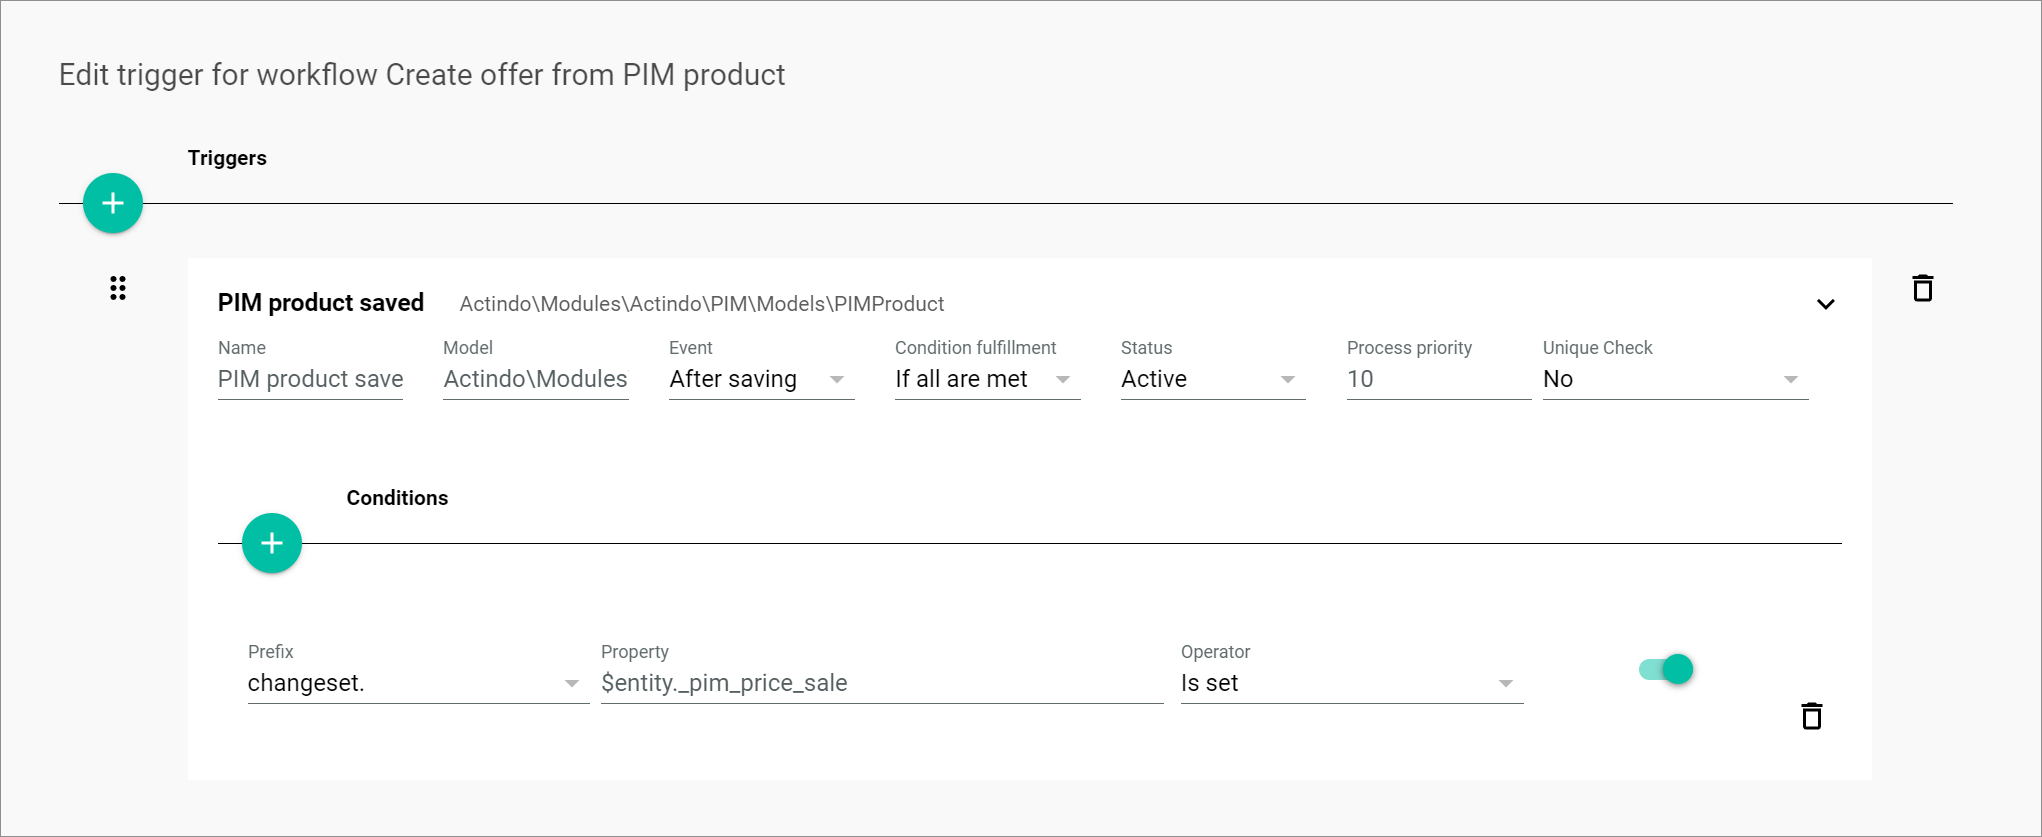 Edit trigger for workflow Create offer from PIM product
Triggers
PIM product saved Actindo\Modules\Actindo\PIM\Models\PIMProduct
Name Model Event Condition fulfillment Status Process priority Unique Check
PIM product save Actindo\Modules After saving If all are met Active 10 No
Conditions
Prefix Property Operator
changeset. $entity._pim_price_sale Is set